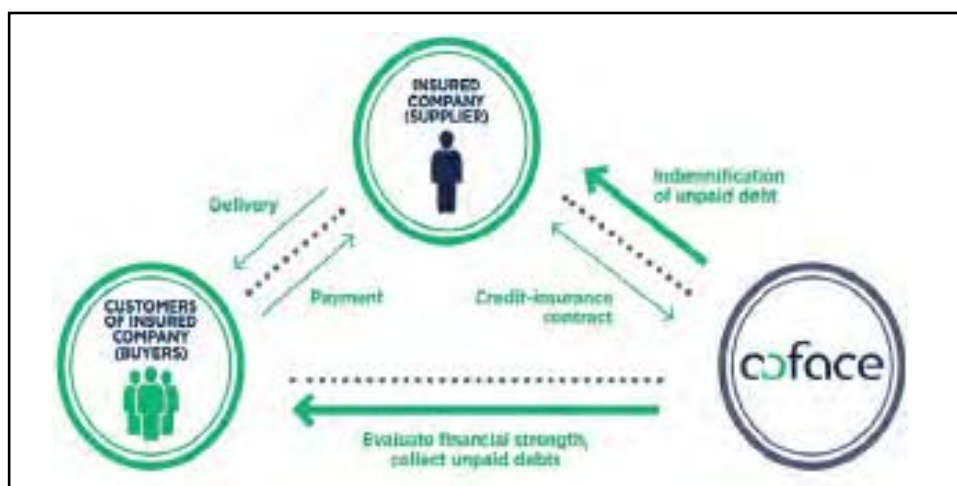 INSURED
COMPANY
(SUPPLIER)
Indemnification
of unpaid debt
Delivery
Payment
Credit-insurance
contract
CUSTOMERS
OF INSURED
COMPANY
(BUYERS)
coface
Evaluate financial strength,
collect unpaid debts